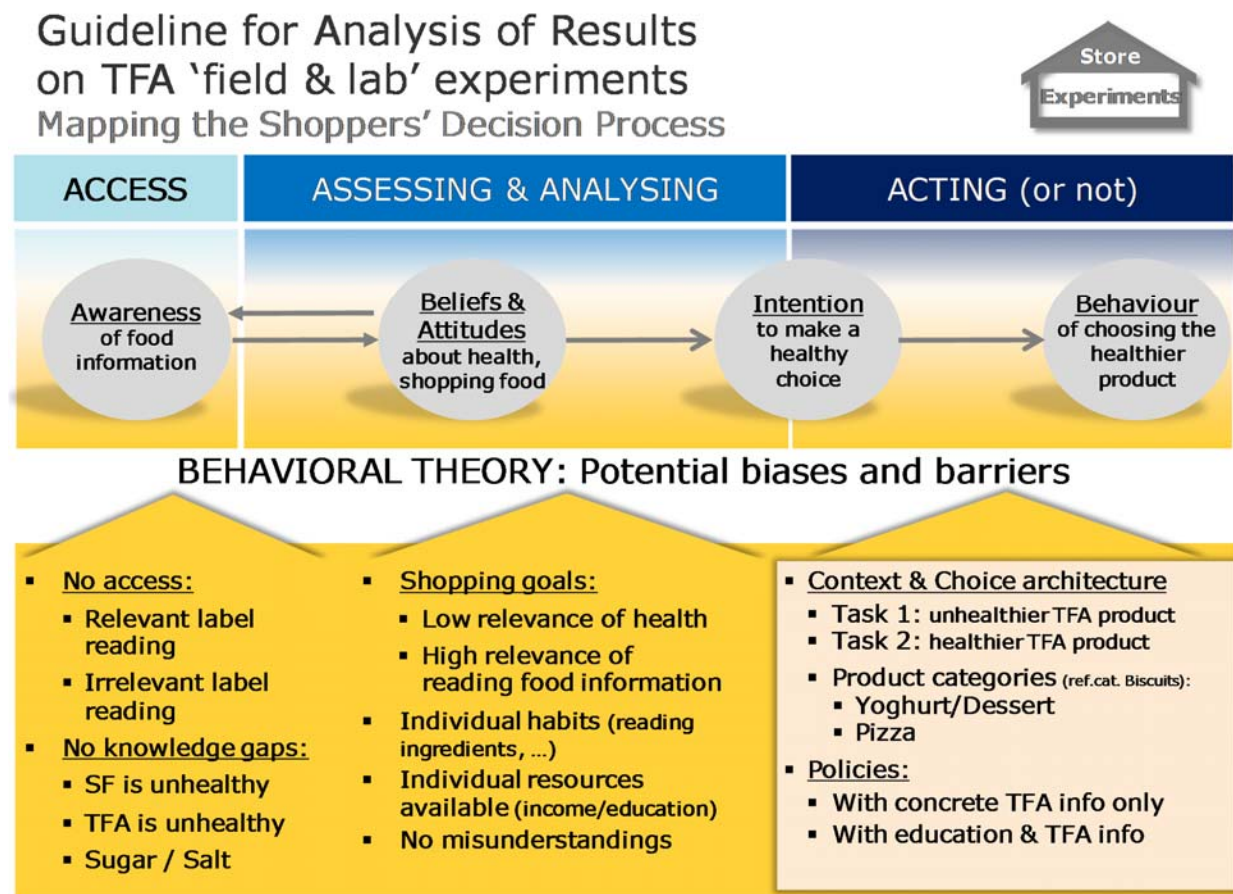 Guideline for Analysis of Results
on TFA ‘field & lab’ experiments
Mapping the Shoppers’ Decision Process
Store
Experiments
ACCESS
ASSESSING & ANALYSING
ACTING (or not)
Awareness
of food
information
Beliefs &
Attitudes
about health,
shopping food
Intention
to make a
healthy
choice
Behaviour
of choosing the
healthier
product
BEHAVIORAL THEORY: Potential biases and barriers
▪ No access:
▪ Relevant label
reading
▪ Irrelevant label
reading
▪ No knowledge gaps:
▪ SF is unhealthy
▪ TFA is unhealthy
▪ Sugar / Salt
▪ Shopping goals:
▪ Low relevance of health
▪ High relevance of
reading food information
▪ Individual habits (reading
ingredients, ...)
▪ Individual resources
available (income/education)
▪ No misunderstandings
▪ Context & Choice architecture
▪ Task 1: unhealthier TFA product
▪ Task 2: healthier TFA product
▪ Product categories (ref.cat. Biscuits):
▪ Yoghurt/Dessert
▪ Pizza
▪ Policies:
▪ With concrete TFA info only
▪ With education & TFA info